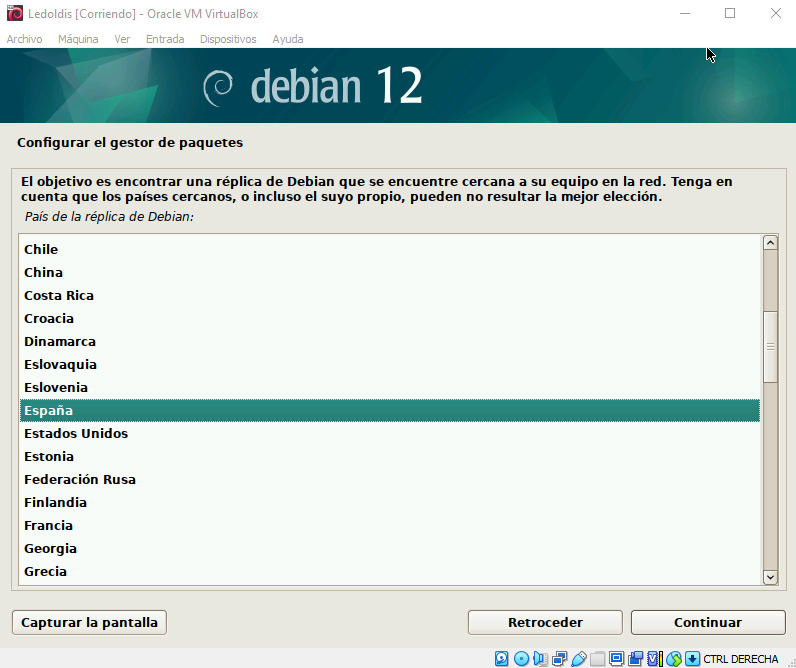 Ledoldis [Corriendo] - Oracle VM VirtualBox
Archivo Máquina Ver Entrada Dispositivos Ayuda
debian 12
Configurar el gestor de paquetes
El objetivo es encontrar una réplica de Debian que se encuentre cercana a su equipo en la red. Tenga en
cuenta que los países cercanos, o incluso el suyo propio, pueden no resultar la mejor elección.
País de la réplica de Debian:
Chile
China
Costa Rica
Croacia
Dinamarca
Eslovaquia
Eslovenia
España
Estados Unidos
Estonia
Federación Rusa
Finlandia
Francia
Georgia
Grecia
Capturar la pantalla Retroceder Continuar
CTRL DERECHA